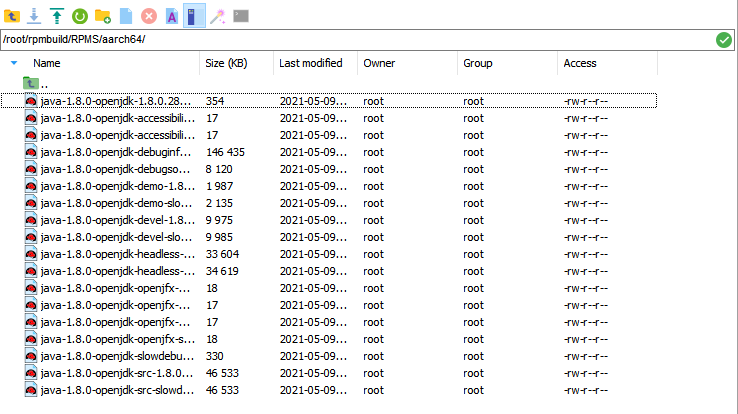 /root/rpmbuild/RPMS/aarch64/
Name Size (KB) Last modified Owner Group Access
..
java-1.8.0-openjdk-1.8.0.28... 354 2021-05-09... root root -rw-r--r--
java-1.8.0-openjdk-accessibili... 17 2021-05-09... root root -rw-r--r--
java-1.8.0-openjdk-accessibili... 17 2021-05-09... root root -rw-r--r--
java-1.8.0-openjdk-debuginf... 146 435 2021-05-09... root root -rw-r--r--
java-1.8.0-openjdk-debugso... 8 120 2021-05-09... root root -rw-r--r--
java-1.8.0-openjdk-demo-1.8... 1 987 2021-05-09... root root -rw-r--r--
java-1.8.0-openjdk-demo-slo... 2 135 2021-05-09... root root -rw-r--r--
java-1.8.0-openjdk-devel-1.8... 9 975 2021-05-09... root root -rw-r--r--
java-1.8.0-openjdk-devel-slo... 9 985 2021-05-09... root root -rw-r--r--
java-1.8.0-openjdk-headless-... 33 604 2021-05-09... root root -rw-r--r--
java-1.8.0-openjdk-headless-... 34 619 2021-05-09... root root -rw-r--r--
java-1.8.0-openjdk-openjfx-... 18 2021-05-09... root root -rw-r--r--
java-1.8.0-openjdk-openjfx-... 17 2021-05-09... root root -rw-r--r--
java-1.8.0-openjdk-openjfx-... 17 2021-05-09... root root -rw-r--r--
java-1.8.0-openjdk-openjfx-s... 18 2021-05-09... root root -rw-r--r--
java-1.8.0-openjdk-slowdebu... 330 2021-05-09... root root -rw-r--r--
java-1.8.0-openjdk-src-1.8.0... 46 533 2021-05-09... root root -rw-r--r--
java-1.8.0-openjdk-src-slowd... 46 533 2021-05-09... root root -rw-r--r--